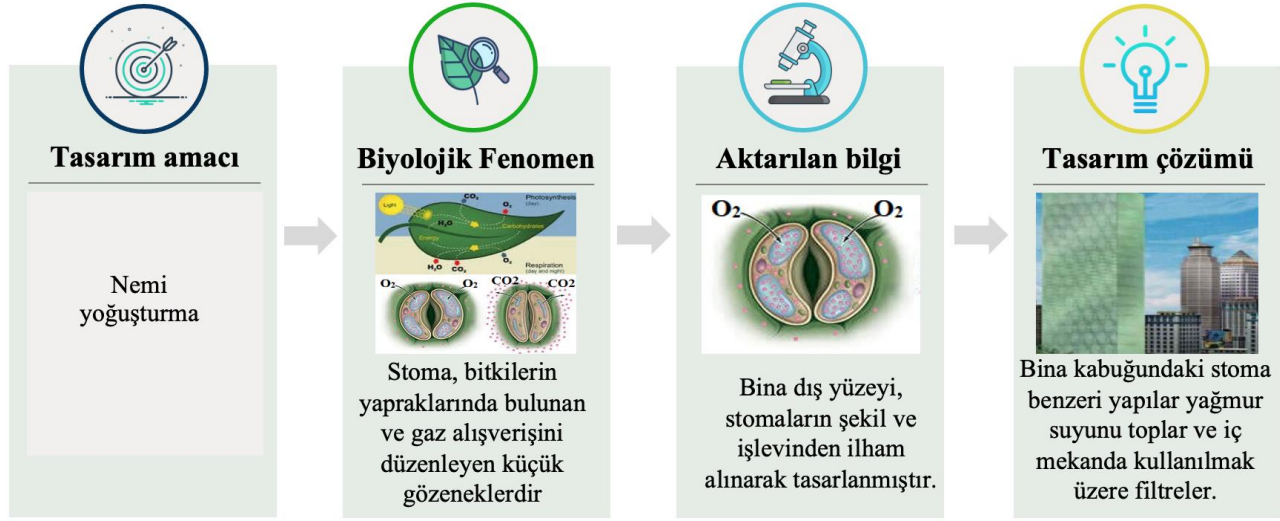 Tasarım amacı
Nemi
yoğuşturma
Biyolojik Fenomen
Light
CO₂
O₂
Photosynthesis
(day)
H₂O
Carbohydrates
Energy
O₂
H₂O
CO₂
Respiration
(day and night)
O2
O2
CO2
CO2
Stoma, bitkilerin
yapraklarında bulunan
ve gaz alışverişini
düzenleyen küçük
gözeneklerdir
Aktarılan bilgi
O2
O2
Bina dış yüzeyi,
stomaların şekil ve
işlevinden ilham
alınarak tasarlanmıştır.
Tasarım çözümü
Bina kabuğundaki stoma
benzeri yapılar yağmur
suyunu toplar ve iç
mekanda kullanılmak
üzere filtreler.